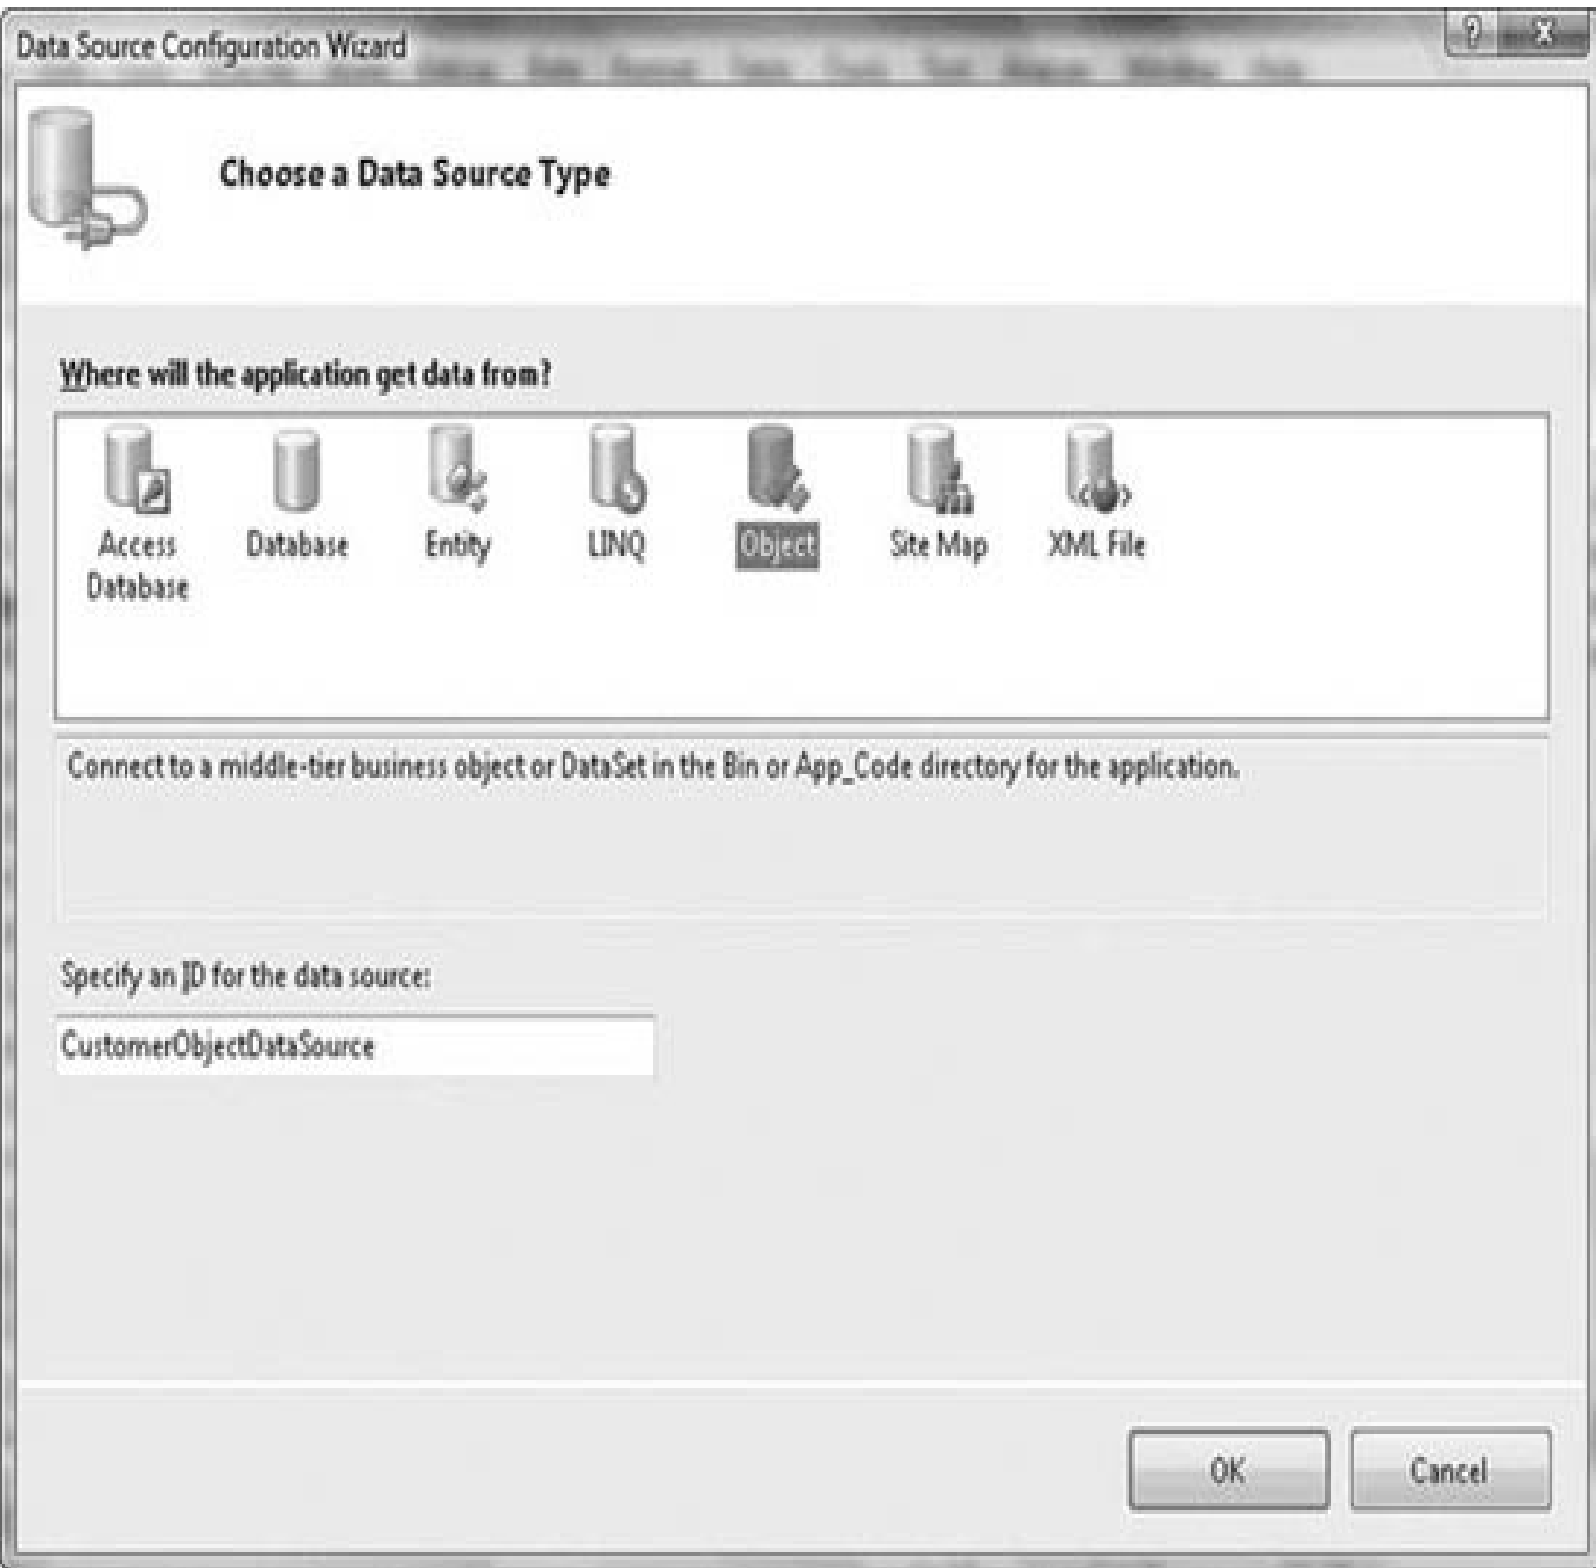 Data Source Configuration Wizard
Choose a Data Source Type
Where will the application get data from?
Access Database
Database
Entity
LINQ
Object
Site Map
XML File
Connect to a middle-tier business object or DataSet in the Bin or App_Code directory for the application.
Specify an ID for the data source:
CustomerObjectDataSource
OK
Cancel